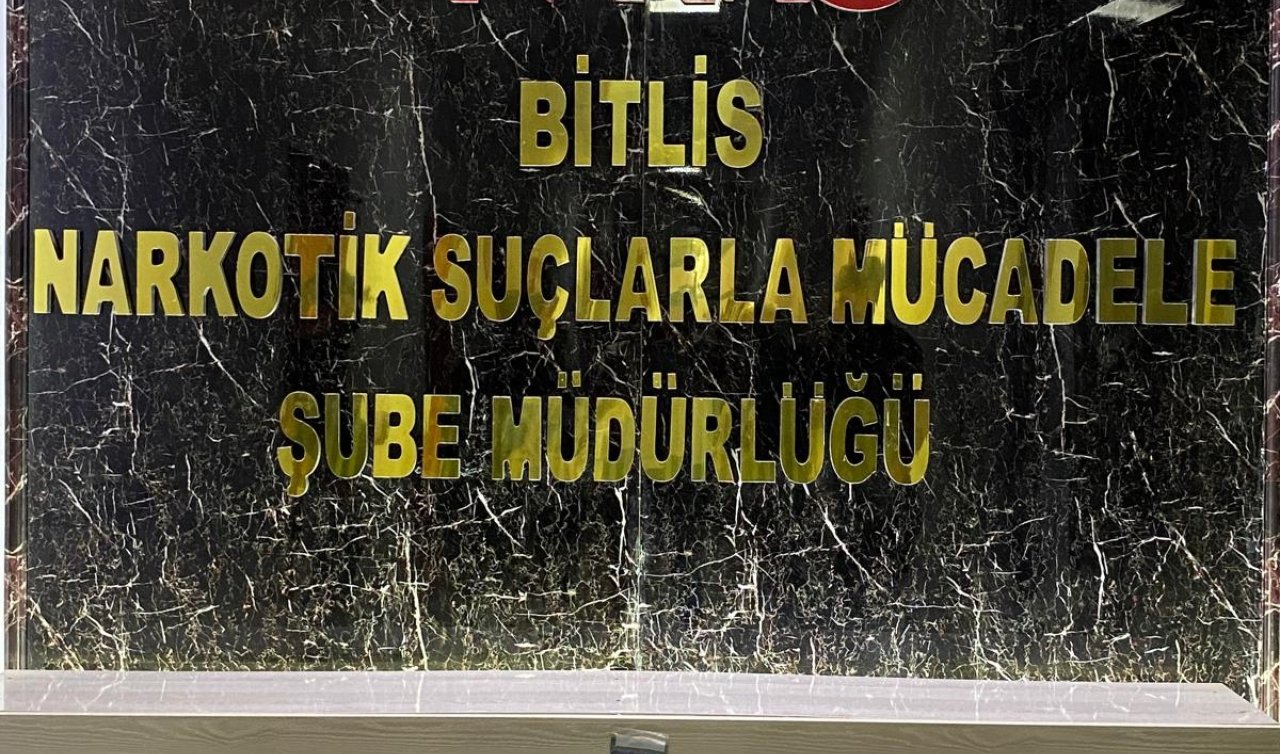 BİTLİS
NARKOTİK SUÇLARLA MÜCADELE
ŞUBE MÜDÜRLÜĞÜ